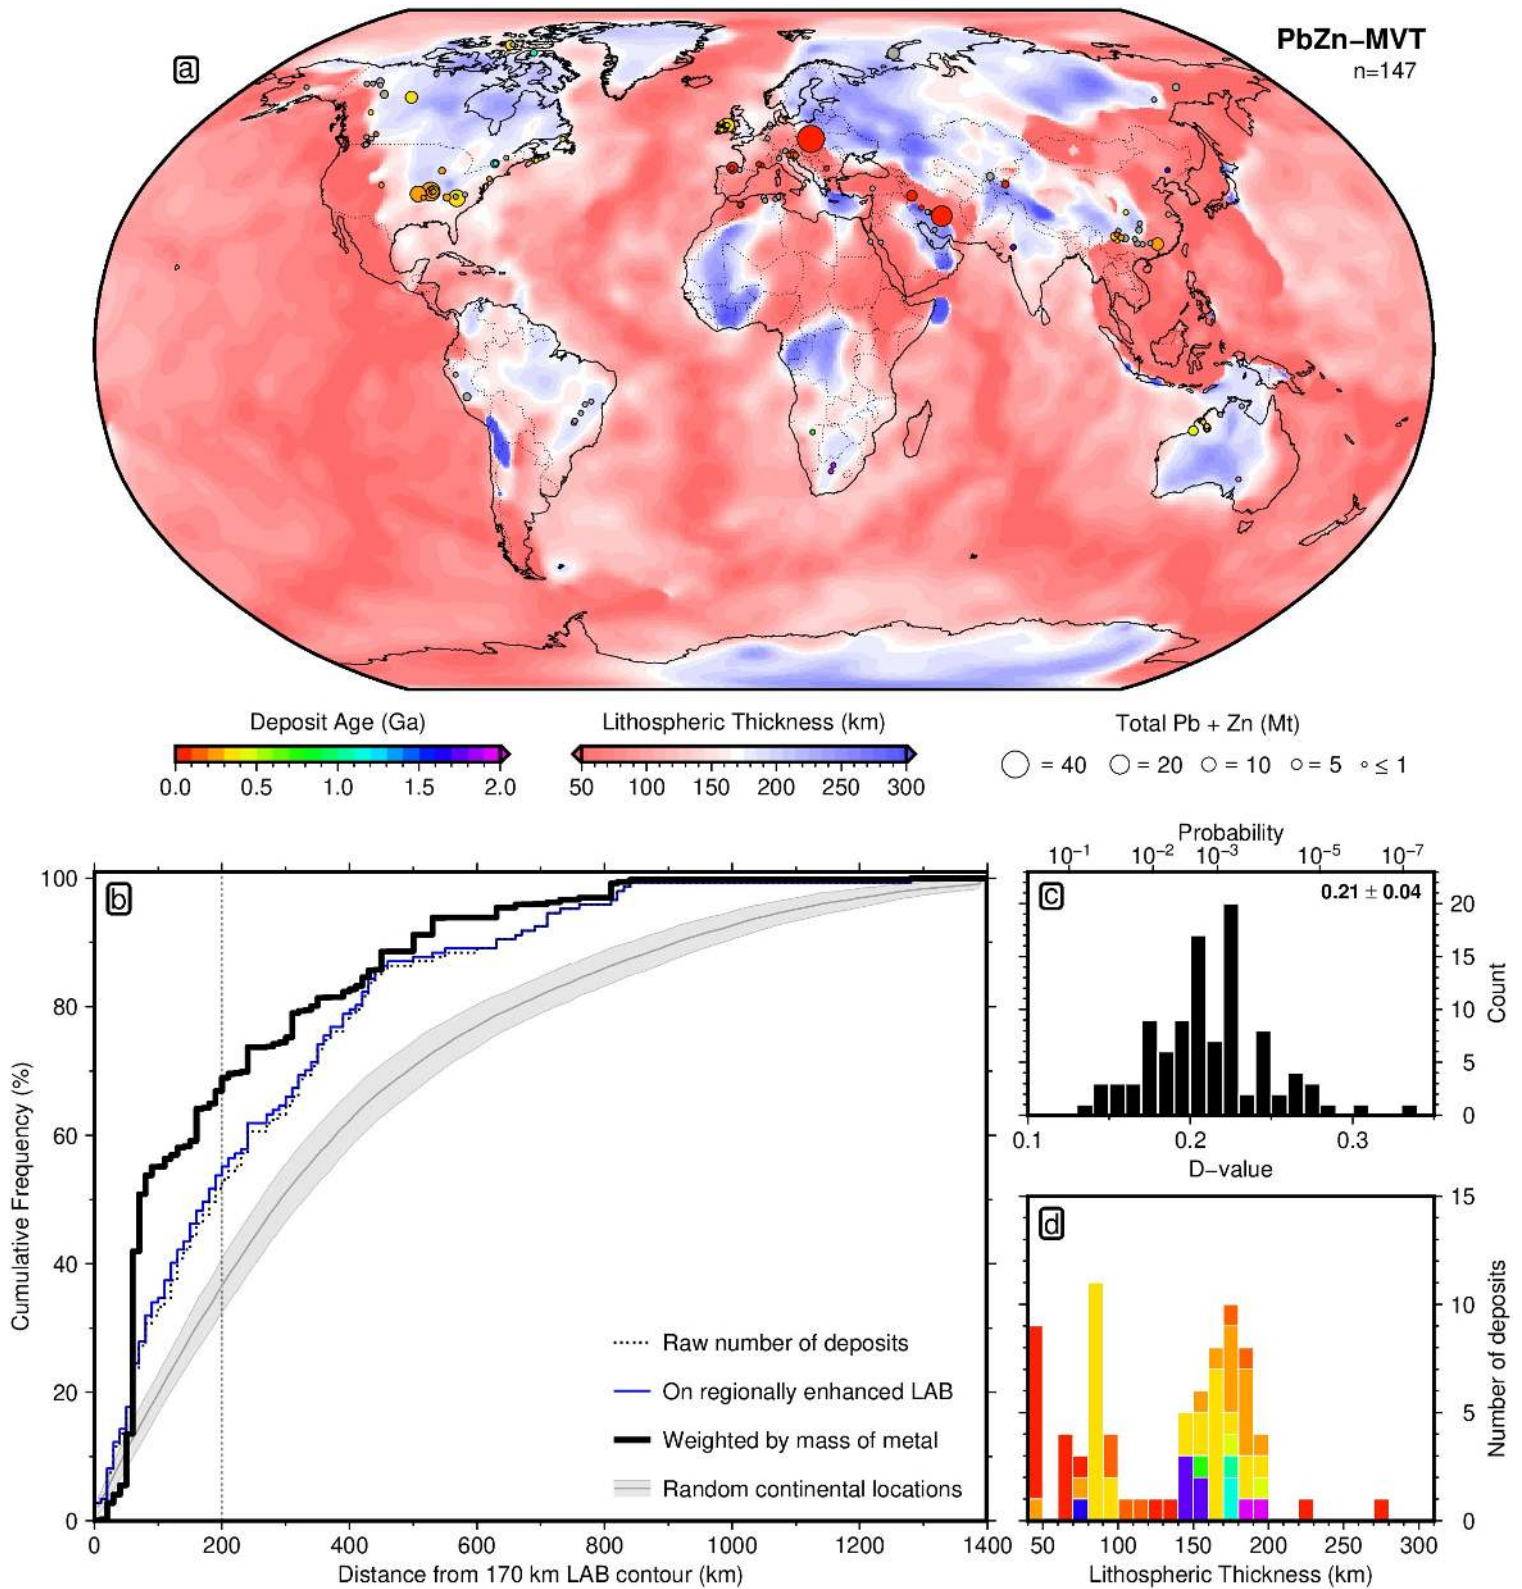 a
PbZn−MVT
n=147
Deposit Age (Ga)
0.0 0.5 1.0 1.5 2.0
Lithospheric Thickness (km)
50 100 150 200 250 300
Total Pb + Zn (Mt)
= 40 = 20 = 10 = 5 ≤ 1
b
100
80
60
40
20
0
Cumulative Frequency (%)
Raw number of deposits
On regionally enhanced LAB
Weighted by mass of metal
Random continental locations
0 200 400 600 800 1000 1200 1400
Distance from 170 km LAB contour (km)
Probability
10−1 10−2 10−3 10−5 10−7
c
0.21 ± 0.04
20
15
10
5
0
Count
0.1 0.2 0.3
D−value
d
15
10
5
0
Number of deposits
50 100 150 200 250 300
Lithospheric Thickness (km)